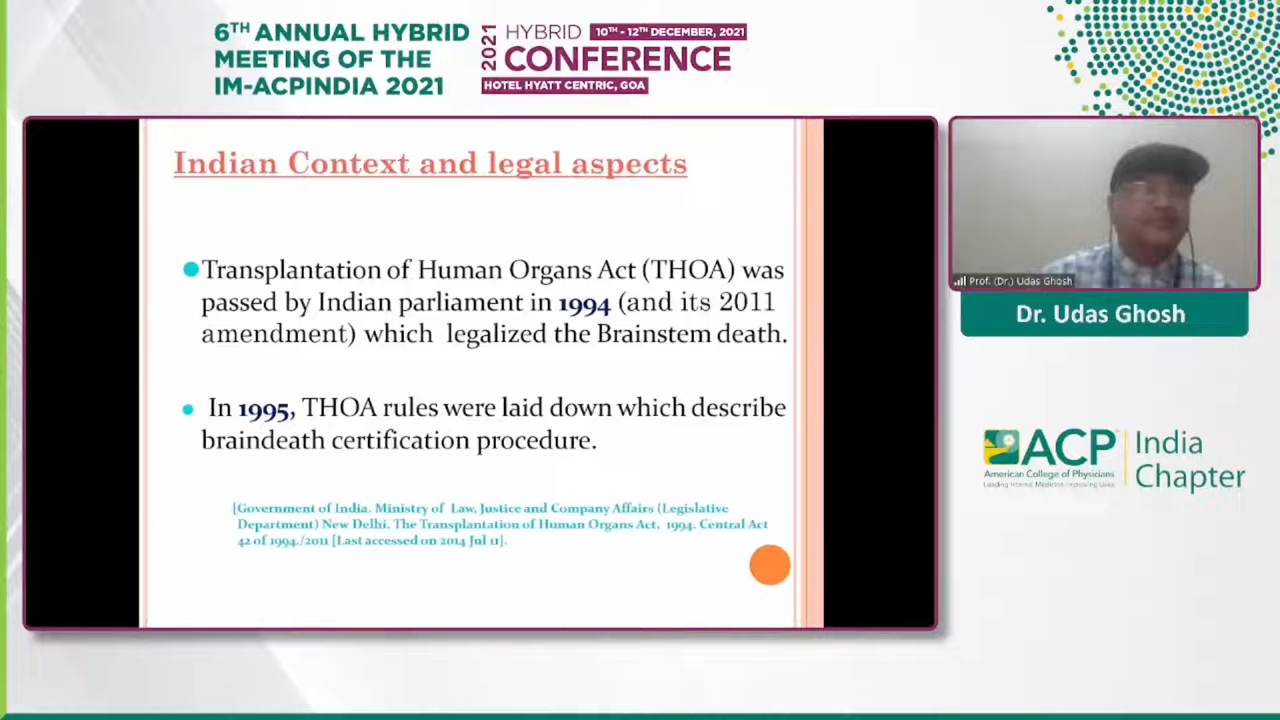 6TH ANNUAL HYBRID
MEETING OF THE
IM-ACPINDIA 2021
2021
HYBRID 10TH - 12TH DECEMBER, 2021
CONFERENCE
HOTEL HYATT CENTRIC, GOA
Indian Context and legal aspects
Transplantation of Human Organs Act (THOA) was
passed by Indian parliament in 1994 (and its 2011
amendment) which legalized the Brainstem death.
In 1995, THOA rules were laid down which describe
braindeath certification procedure.
[Government of India. Ministry of Law, Justice and Company Affairs (Legislative
Department) New Delhi. The Transplantation of Human Organs Act, 1994. Central Act
42 of 1994./2011 [Last accessed on 2014 Jul 11].
Prof. (Dr.) Udas Ghosh
Dr. Udas Ghosh
ACP
American College of Physicians
Leading Internal Medicine, Improving Lives
India
Chapter